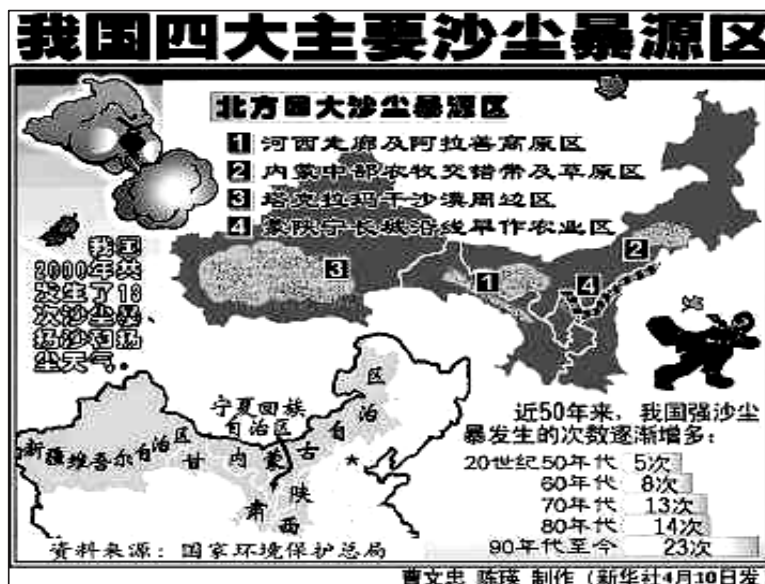 我国四大主要沙尘暴源区
北方四大沙尘暴源区
1 河西走廊及阿拉善高原区
2 内蒙中部农牧交错带及草原区
3 塔克拉玛干沙漠周边区
4 蒙陕宁长城沿线旱作农业区
3
1
4
2
我国
2000年共
发生了13
次沙尘暴、
扬沙和扬
尘天气。
新疆维吾尔自治区
甘肃
宁夏回族
自治区
内蒙古自治区
陕西
近50年来，我国强沙尘
暴发生的次数逐渐增多：
20世纪50年代 5次
60年代 8次
70年代 13次
80年代 14次
90年代至今 23次
资料来源：国家环境保护总局
曹文忠 陈瑛 制作（新华社4月10日发